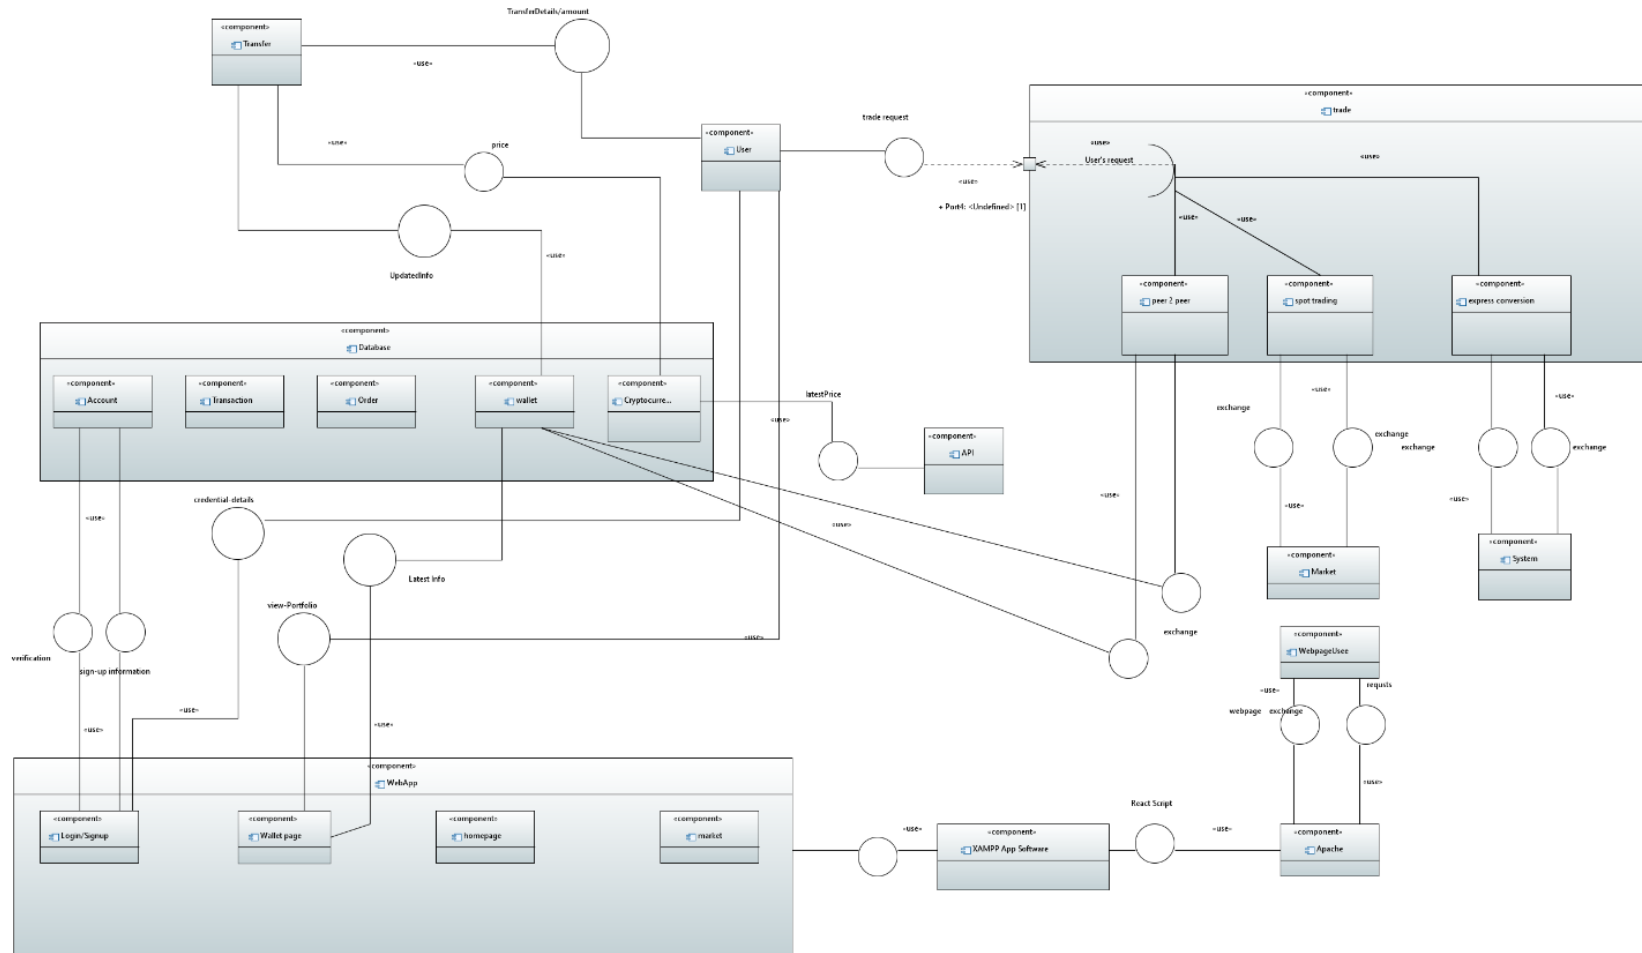 TransferDetails/amount
«component»
Transfer
«use»
«component»
trade
trade request
«component»
User
«use»
price
«use»
User's request
«use»
«use»
+ Port4: <Undefined> [1]
«use»
«use»
«use»
UpdatedInfo
«component»
peer 2 peer
«component»
spot trading
«component»
express conversion
«component»
Database
«component»
Account
«component»
Transaction
«component»
Order
«component»
wallet
«component»
Cryptocurre...
latestPrice
«use»
«use»
«use»
exchange
exchange
exchange
exchange
«component»
API
credential-details
«use»
«use»
«use»
«use»
«use»
«component»
Market
«component»
System
Latest Info
view-Portfolio
«use»
exchange
verification
sign-up information
«component»
WebpageUsee
«use»
requsts
webpage
exchange
«use»
«use»
«use»
«component»
WebApp
«use»
«component»
Login/Signup
«component»
Wallet page
«component»
homepage
«component»
market
«use»
«component»
XAMPP App Software
React Script
«use»
«component»
Apache